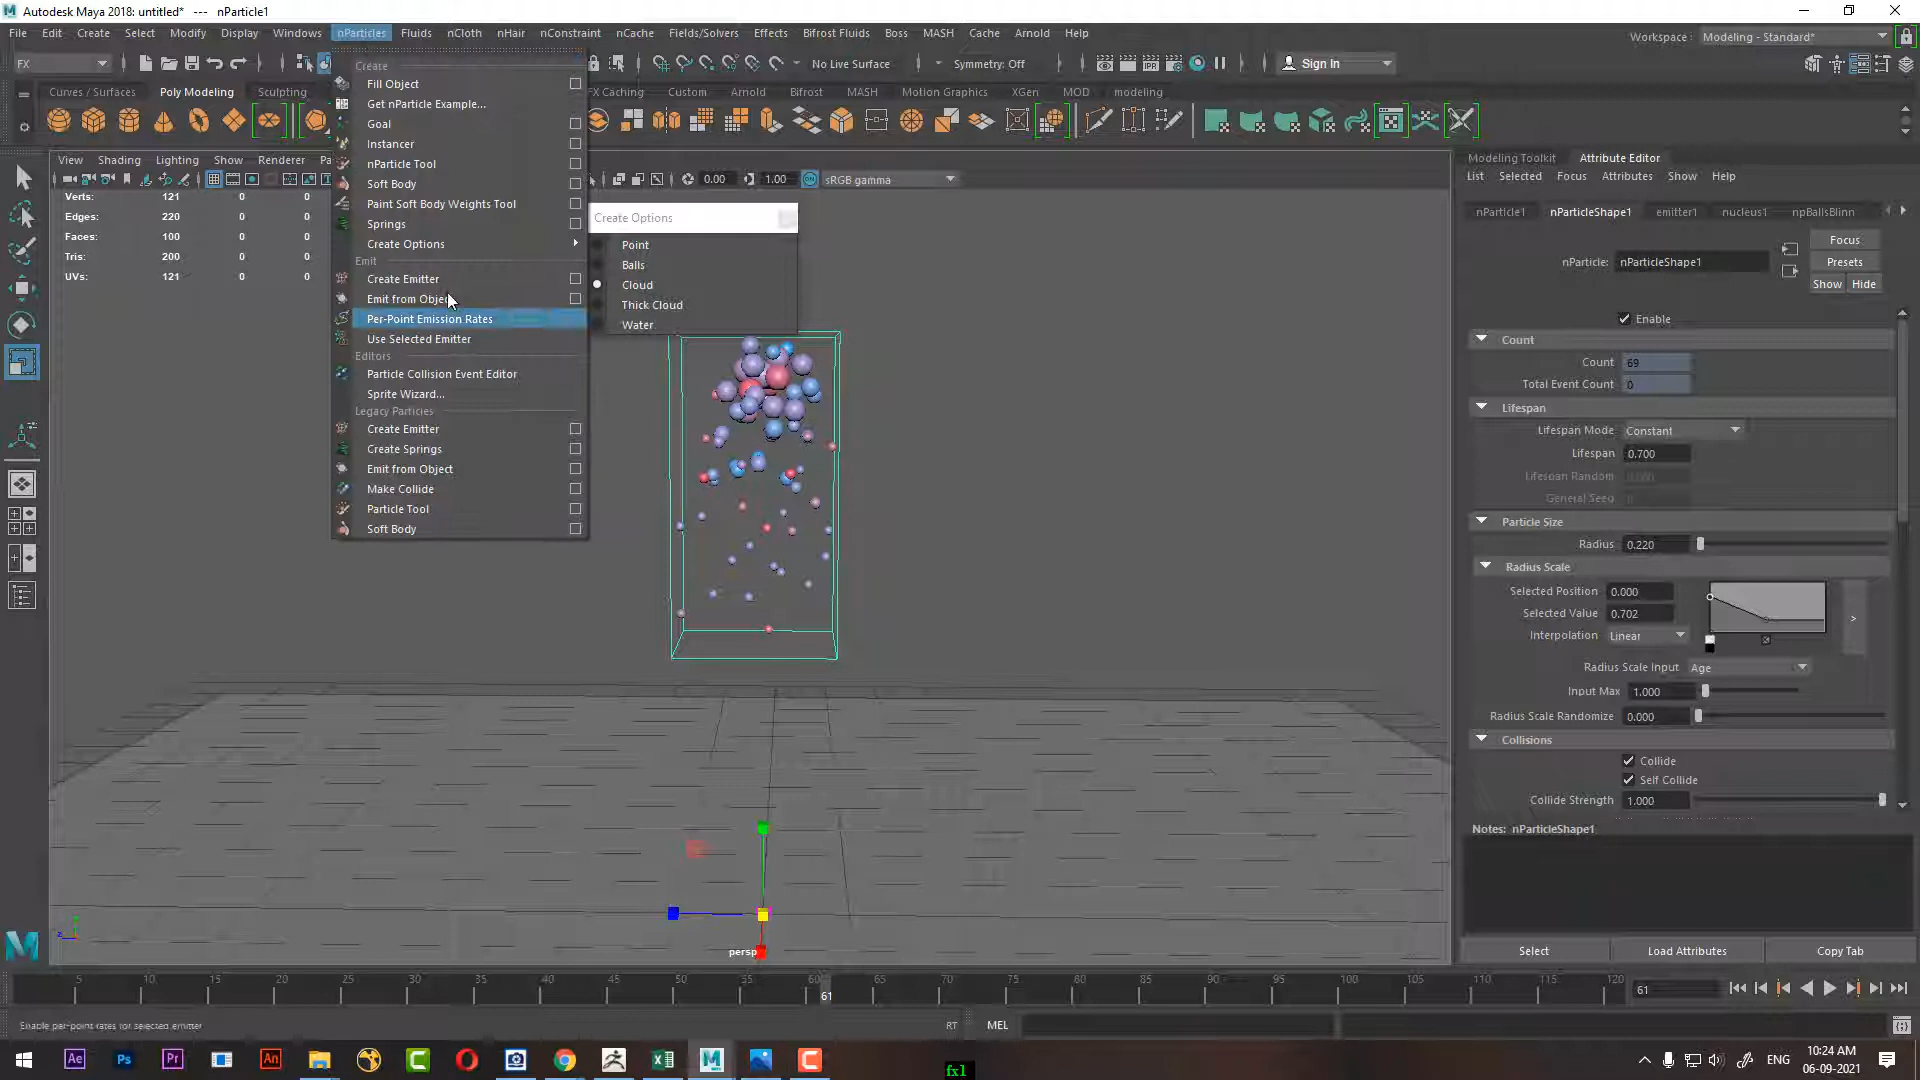 Autodesk Maya 2018: untitled* --- nParticle1
File Edit Create Select Modify Display Windows nParticles Fluids nCloth nHair nConstraint nCache Fields/Solvers Effects Bifrost Fluids Boss MASH Cache Arnold Help
Workspace : Modeling - Standard*
FX No Live Surface Symmetry: Off Sign In
Curves / Surfaces Poly Modeling Sculpting FX Caching Custom Arnold Bifrost MASH Motion Graphics XGen MOD modeling
View Shading Lighting Show Renderer Pa
0.00 1.00 sRGB gamma
Verts: 121 0 0
Edges: 220 0 0
Faces: 100 0 0
Tris: 200 0 0
UVs: 121 0 0
Create
Fill Object
Get nParticle Example...
Goal
Instancer
nParticle Tool
Soft Body
Paint Soft Body Weights Tool
Springs
Create Options
Emit
Create Emitter
Emit from Object
Per-Point Emission Rates
Use Selected Emitter
Editors
Particle Collision Event Editor
Sprite Wizard...
Legacy Particles
Create Emitter
Create Springs
Emit from Object
Make Collide
Particle Tool
Soft Body
Create Options
Point
Balls
Cloud
Thick Cloud
Water
persp
Modeling Toolkit Attribute Editor
List Selected Focus Attributes Show Help
nParticle1 nParticleShape1 emitter1 nucleus1 npBallsBlinn
Focus
nParticle: nParticleShape1 Presets
Show Hide
Enable
Count
Count 69
Total Event Count 0
Lifespan
Lifespan Mode Constant
Lifespan 0.700
Lifespan Random 0.000
General Seed 0
Particle Size
Radius 0.220
Radius Scale
Selected Position 0.000
Selected Value 0.702
Interpolation Linear
>
Radius Scale Input Age
Input Max 1.000
Radius Scale Randomize 0.000
Collisions
Collide
Self Collide
Collide Strength 1.000
Notes: nParticleShape1
Select Load Attributes Copy Tab
5 10 15 20 25 30 35 40 45 50 55 60 65 70 75 80 85 90 95 100 105 110 115 120
61 61
Enable per-point rates for selected emitter
RT MEL
Ae Ps Pr An
fx1
ENG 10:24 AM
06-09-2021